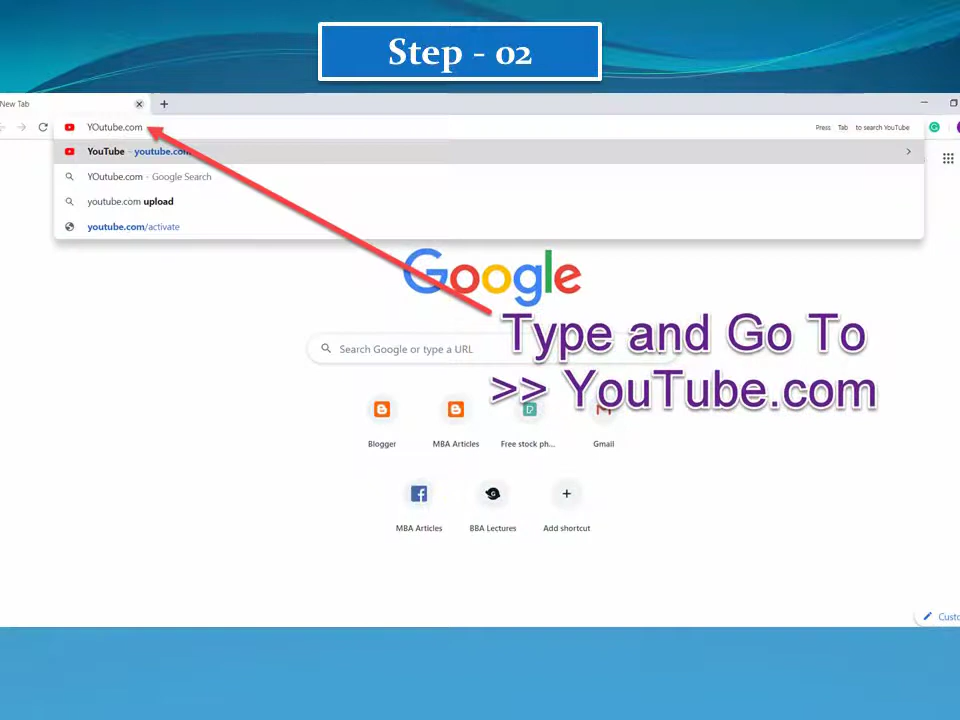 Step - 02
New Tab
YOutube.com
Press Tab to search YouTube
YouTube - youtube.com
YOutube.com - Google Search
youtube.com upload
youtube.com/activate
Google
Search Google or type a URL
Type and Go To
>> YouTube.com
Blogger
MBA Articles
Free stock ph...
Gmail
MBA Articles
BBA Lectures
Add shortcut